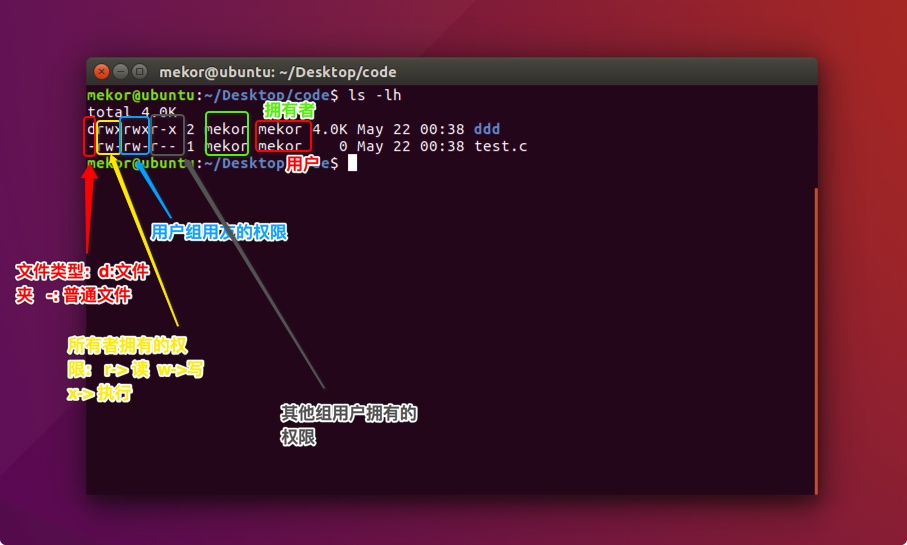 mekor@ubuntu: ~/Desktop/code
mekor@ubuntu:~/Desktop/code$ ls -lh
total 4.0K
拥有者
drwxrwxr-x 2 mekor mekor 4.0K May 22 00:38 ddd
-rw-rw-r-- 1 mekor mekor    0 May 22 00:38 test.c
mekor@ubuntu:~/Desktop/code$
用户
用户组用友的权限
文件类型: d:文件
夹 -: 普通文件
所有者拥有的权
限: r-> 读 w->写
x-> 执行
其他组用户拥有的
权限